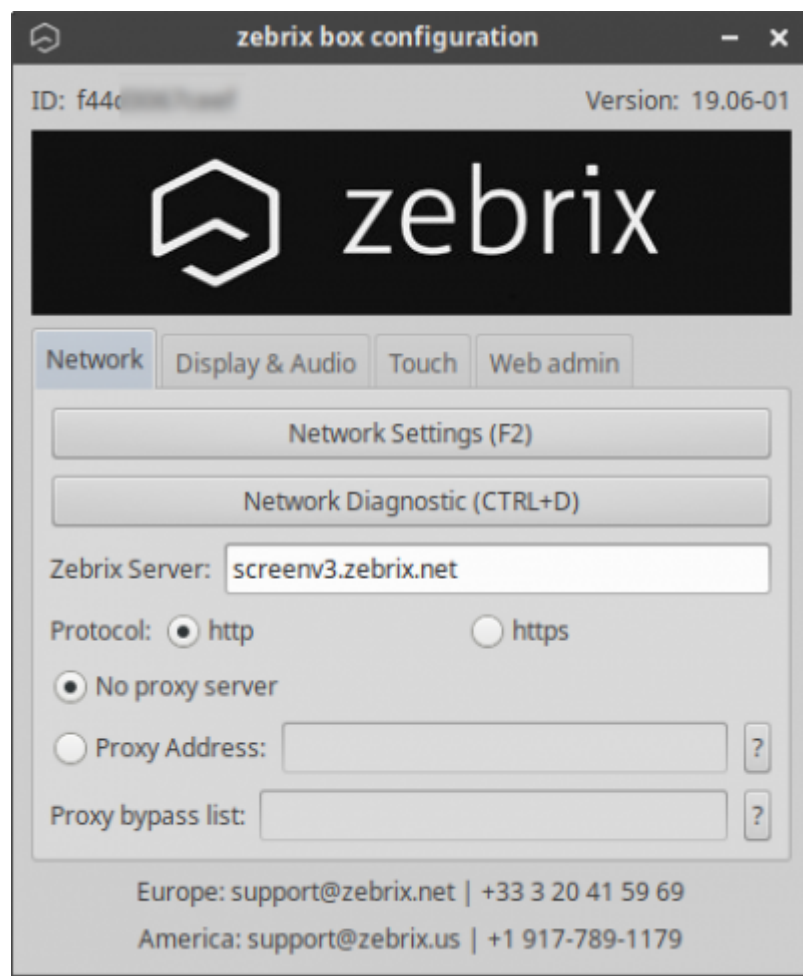 zebrix box configuration
ID: Version: 19.06-01
zebrix
Network Display & Audio Touch Web admin
Network Settings (F2)
Network Diagnostic (CTRL+D)
Zebrix Server: screenv3.zebrix.net
Protocol: http https
No proxy server
Proxy Address: ?
Proxy bypass list: ?
Europe: support@zebrix.net | +33 3 20 41 59 69
America: support@zebrix.us | +1 917-789-1179